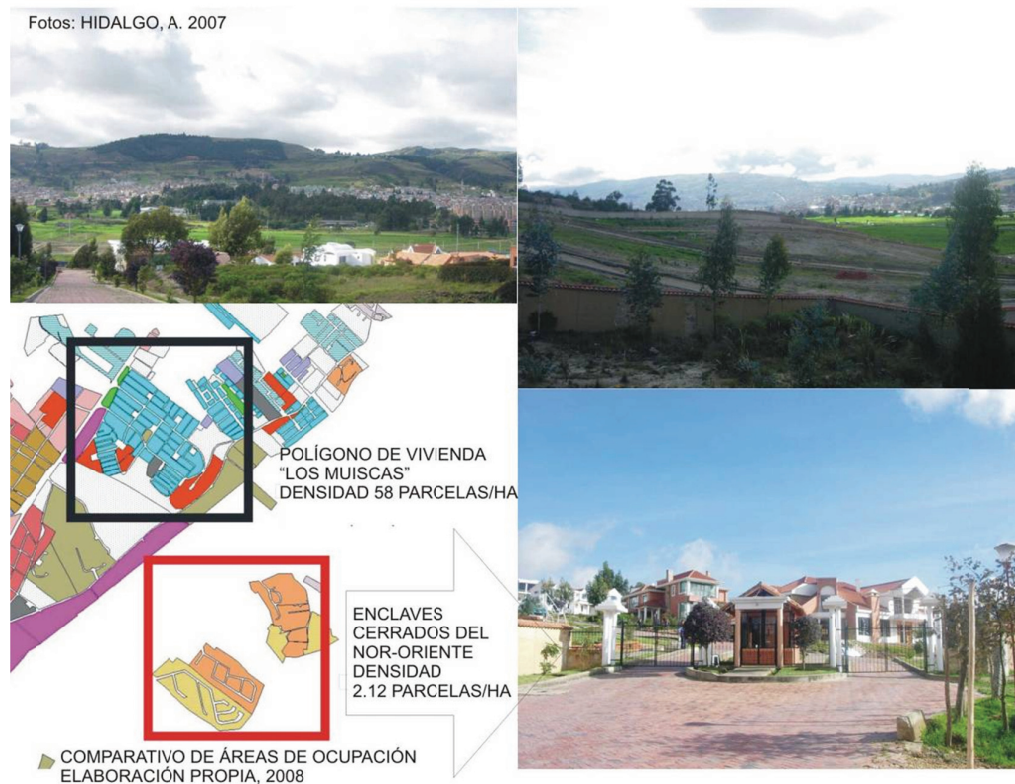 Fotos: HIDALGO, A. 2007
POLÍGONO DE VIVIENDA
“LOS MUISCAS”
DENSIDAD 58 PARCELAS/HA
ENCLAVES
CERRADOS DEL
NOR-ORIENTE
DENSIDAD
2.12 PARCELAS/HA
COMPARATIVO DE ÁREAS DE OCUPACIÓN
ELABORACIÓN PROPIA, 2008